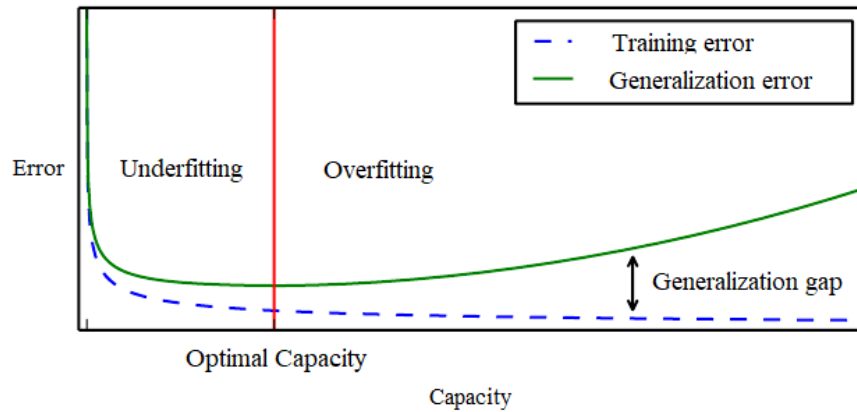 Training error
Generalization error
Error
Underfitting
Overfitting
Generalization gap
Optimal Capacity
Capacity